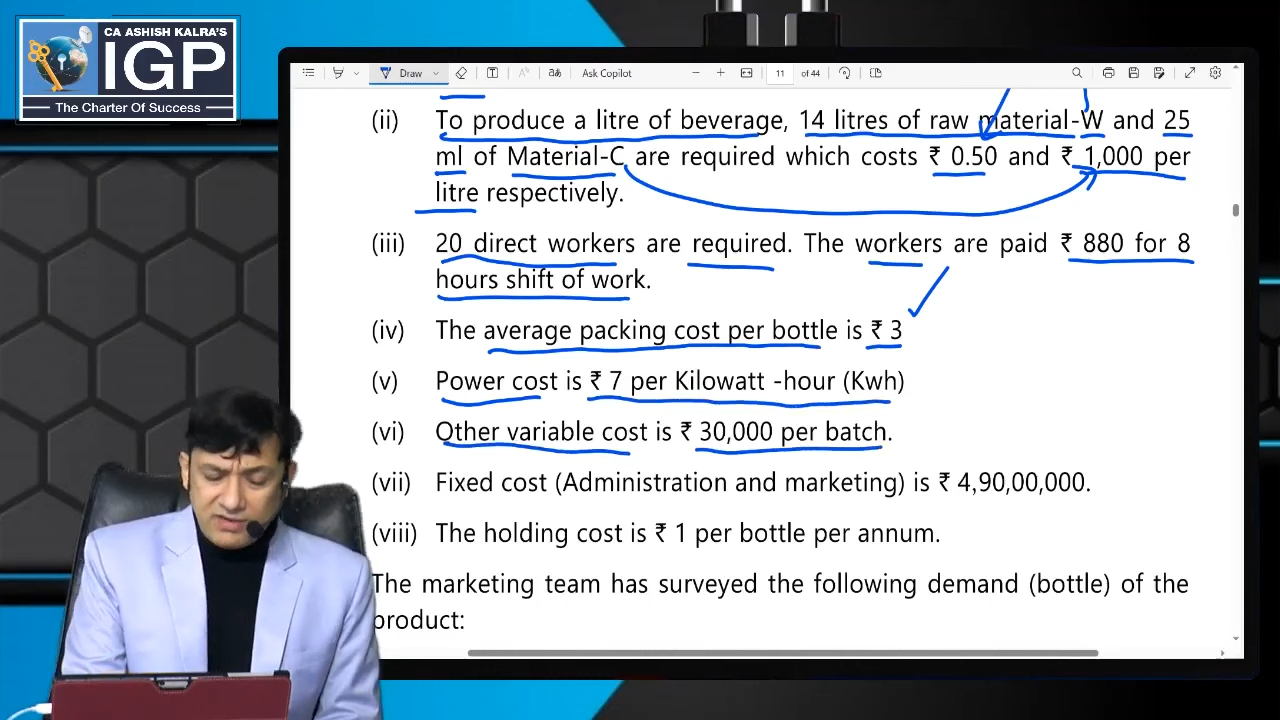 CA ASHISH KALRA'S
IGP
The Charter Of Success
Draw
Ask Copilot
11 of 44
(ii) To produce a litre of beverage, 14 litres of raw material-W and 25
ml of Material-C are required which costs ₹ 0.50 and ₹ 1,000 per
litre respectively.
(iii) 20 direct workers are required. The workers are paid ₹ 880 for 8
hours shift of work.
(iv) The average packing cost per bottle is ₹ 3
(v) Power cost is ₹ 7 per Kilowatt -hour (Kwh)
(vi) Other variable cost is ₹ 30,000 per batch.
(vii) Fixed cost (Administration and marketing) is ₹ 4,90,00,000.
(viii) The holding cost is ₹ 1 per bottle per annum.
The marketing team has surveyed the following demand (bottle) of the
product: